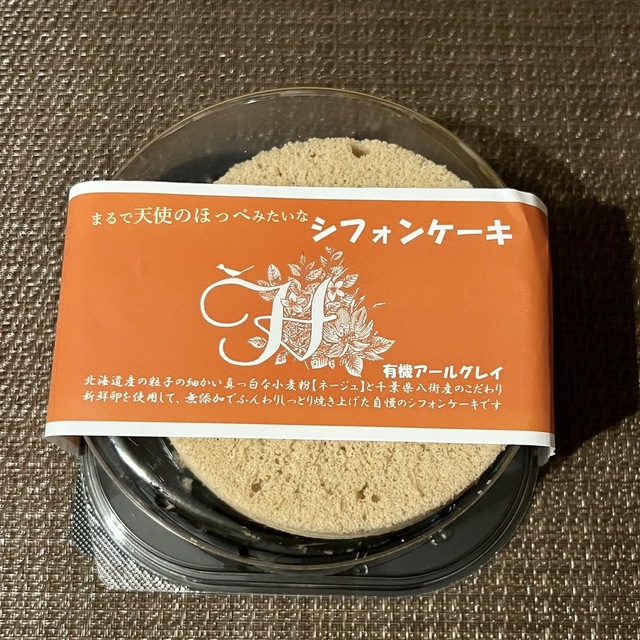 まるで天使のほっぺみたいな シフォンケーキ
H
有機アールグレイ
北海道産の粒子の細かい真っ白な小麦粉【ネージュ】と千葉県八街産のこだわり
新鮮卵を使用して、無添加でふんわりしっとり焼き上げた自慢のシフォンケーキです